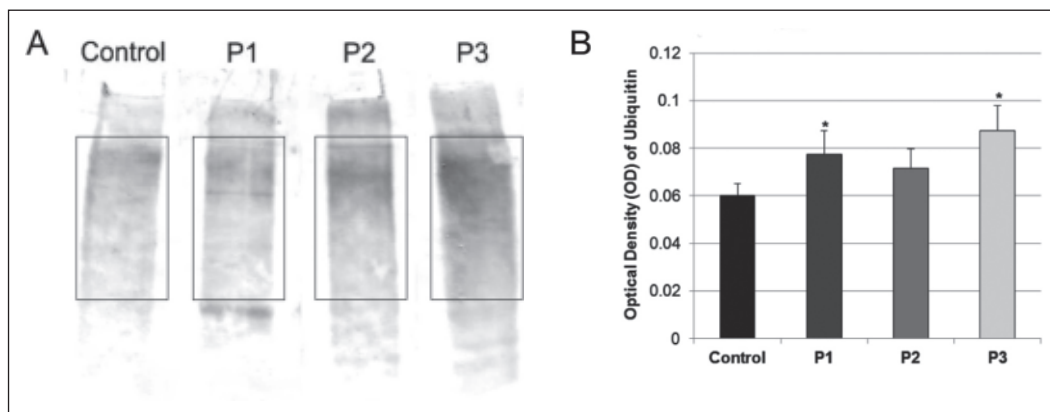 A
Control P1 P2 P3
B
Optical Density (OD) of Ubiquitin
0.12
0.1
0.08
0.06
0.04
0.02
0
* *
Control P1 P2 P3